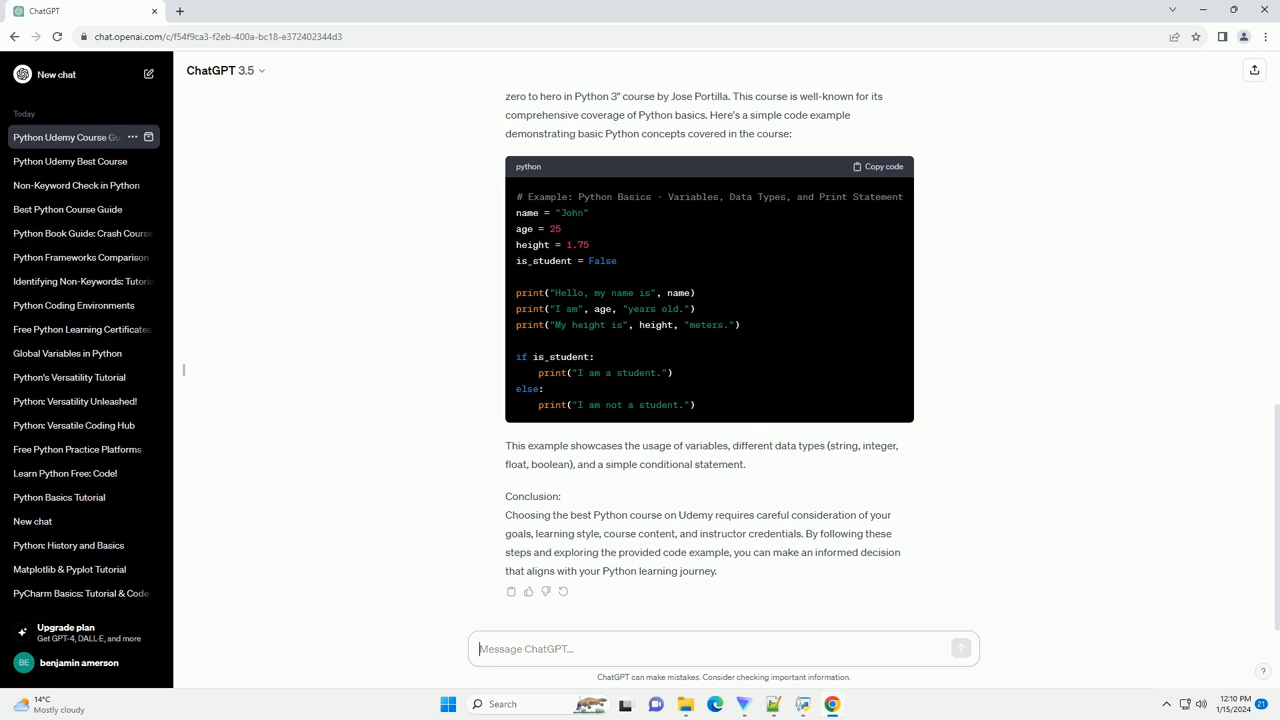 ChatGPT
chat.openai.com/c/f54f9ca3-f2eb-400a-bc18-e372402344d3
New chat
Today
Python Udemy Course Gu
Python Udemy Best Course
Non-Keyword Check in Python
Best Python Course Guide
Python Book Guide: Crash Course
Python Frameworks Comparison
Identifying Non-Keywords: Tutoria
Python Coding Environments
Free Python Learning Certificates
Global Variables in Python
Python's Versatility Tutorial
Python: Versatility Unleashed!
Python: Versatile Coding Hub
Free Python Practice Platforms
Learn Python Free: Code!
Python Basics Tutorial
New chat
Python: History and Basics
Matplotlib & Pyplot Tutorial
PyCharm Basics: Tutorial & Code
Upgrade plan
Get GPT-4, DALL·E, and more
BE benjamin amerson
ChatGPT 3.5
zero to hero in Python 3" course by Jose Portilla. This course is well-known for its
comprehensive coverage of Python basics. Here's a simple code example
demonstrating basic Python concepts covered in the course:
python Copy code
# Example: Python Basics - Variables, Data Types, and Print Statement
name = "John"
age = 25
height = 1.75
is_student = False
print("Hello, my name is", name)
print("I am", age, "years old.")
print("My height is", height, "meters.")
if is_student:
    print("I am a student.")
else:
    print("I am not a student.")
This example showcases the usage of variables, different data types (string, integer,
float, boolean), and a simple conditional statement.
Conclusion:
Choosing the best Python course on Udemy requires careful consideration of your
goals, learning style, course content, and instructor credentials. By following these
steps and exploring the provided code example, you can make an informed decision
that aligns with your Python learning journey.
Message ChatGPT...
ChatGPT can make mistakes. Consider checking important information.
?
14°C
Mostly cloudy
Search
12:10 PM
1/15/2024
21